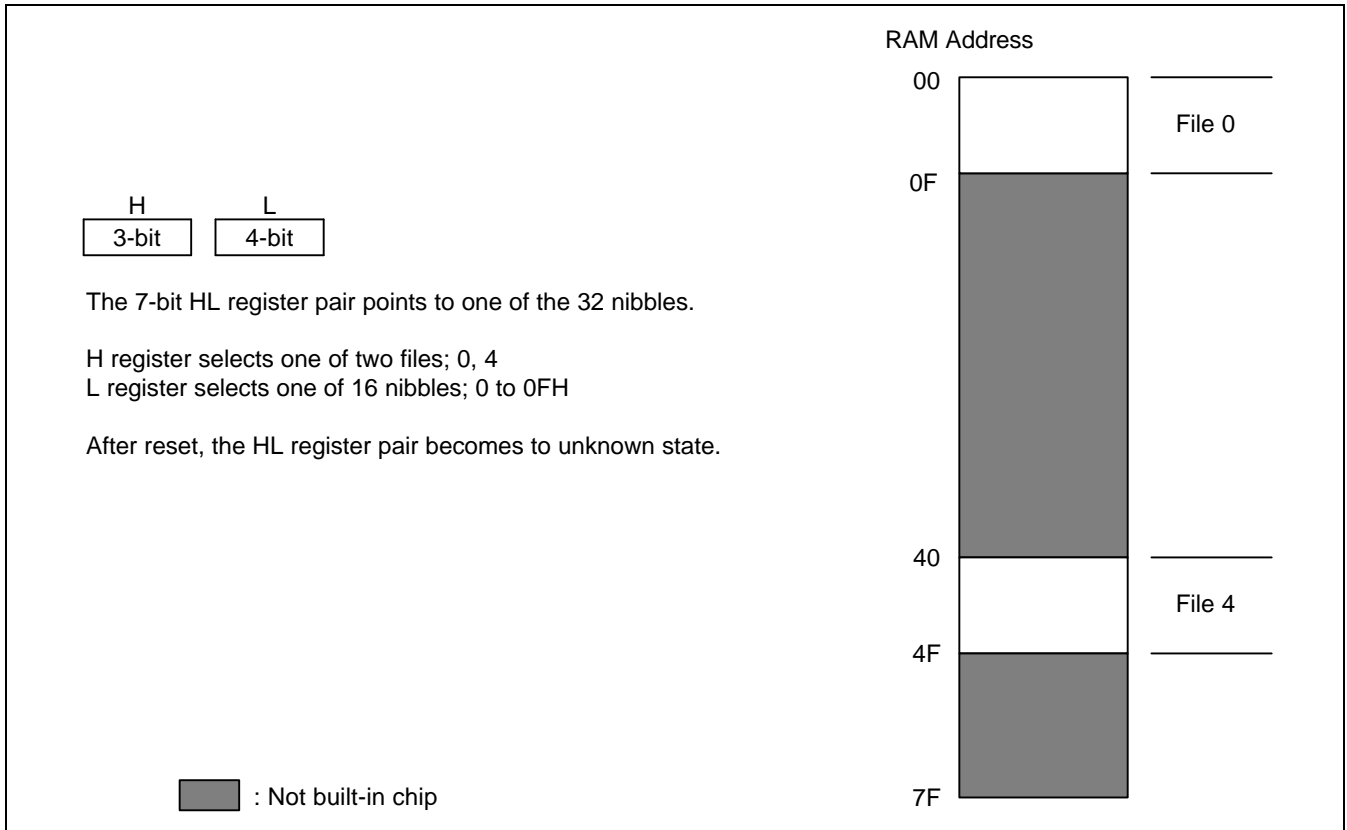 RAM Address
00
File 0
0F
H L
3-bit 4-bit
The 7-bit HL register pair points to one of the 32 nibbles.
H register selects one of two files; 0, 4
L register selects one of 16 nibbles; 0 to 0FH
After reset, the HL register pair becomes to unknown state.
40
File 4
4F
: Not built-in chip
7F